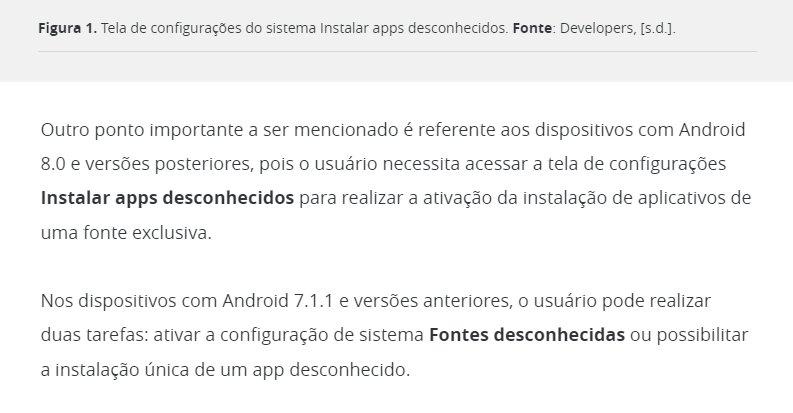 Figura 1. Tela de configurações do sistema Instalar apps desconhecidos. Fonte: Developers, [s.d.].
Outro ponto importante a ser mencionado é referente aos dispositivos com Android
8.0 e versões posteriores, pois o usuário necessita acessar a tela de configurações
Instalar apps desconhecidos para realizar a ativação da instalação de aplicativos de
uma fonte exclusiva.
Nos dispositivos com Android 7.1.1 e versões anteriores, o usuário pode realizar
duas tarefas: ativar a configuração de sistema Fontes desconhecidas ou possibilitar
a instalação única de um app desconhecido.